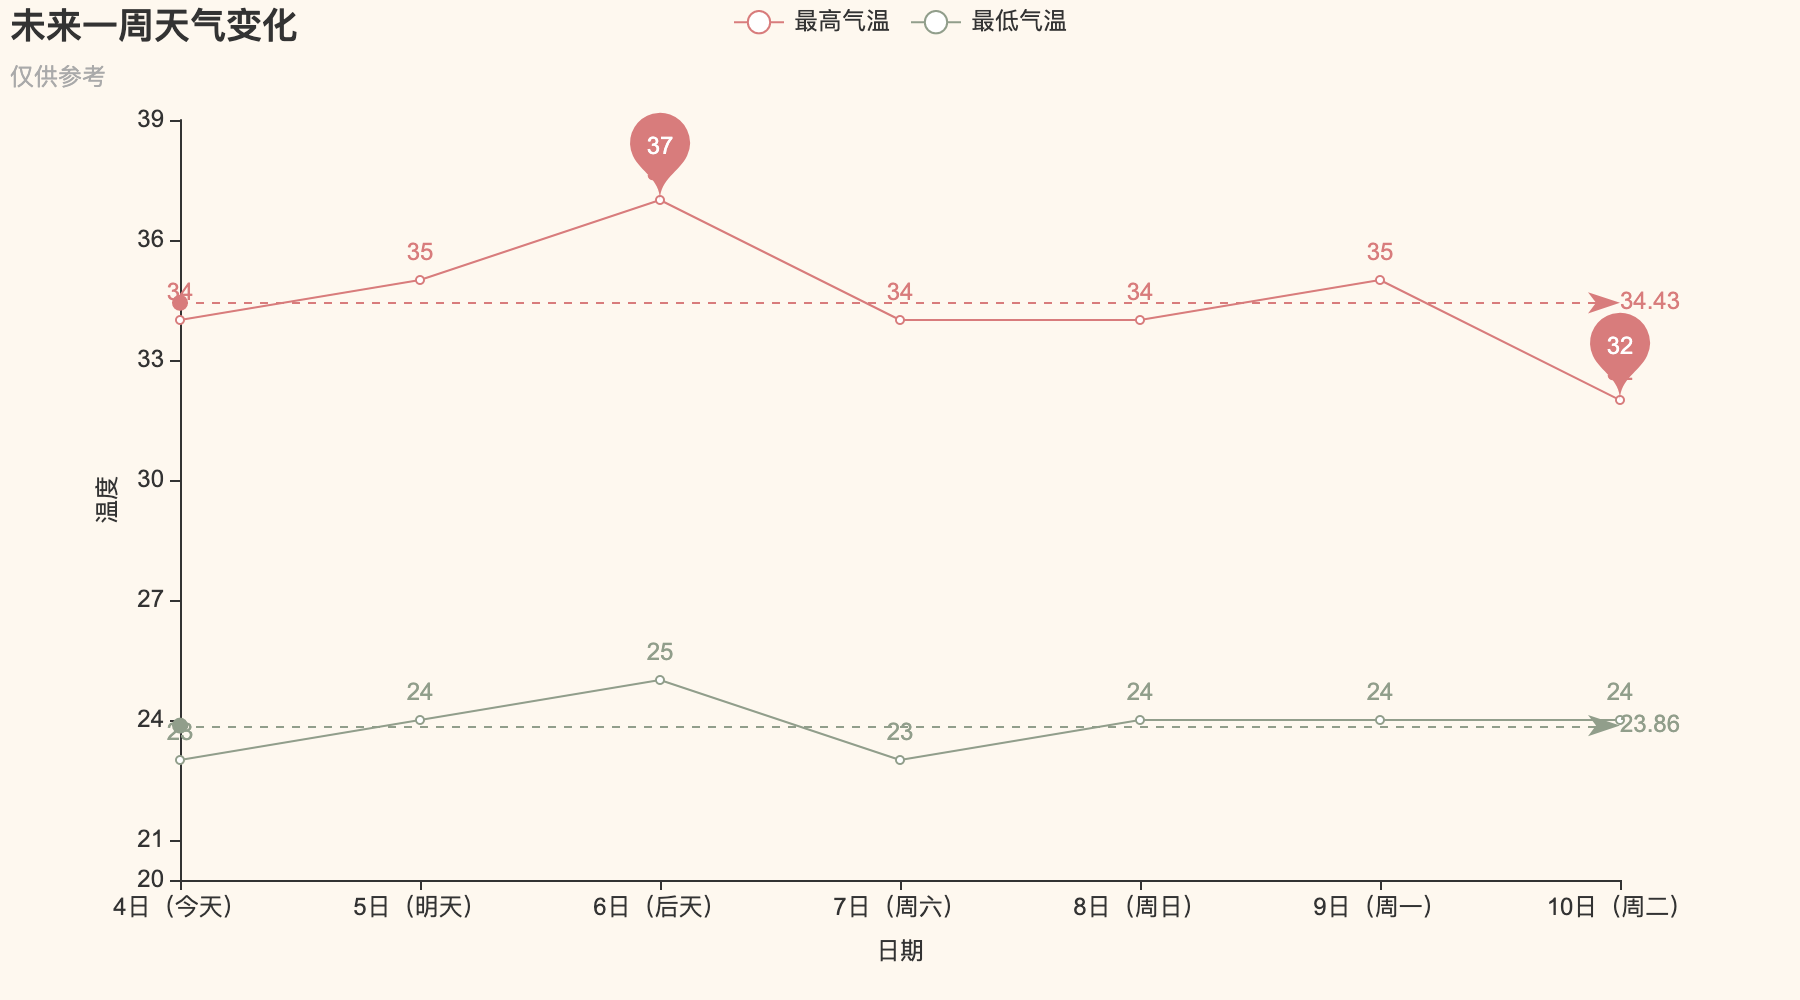 未来一周天气变化
仅供参考
最高气温 最低气温
39
36
33
30
27
24
21
20
温度
34 35 37 34 34 35 32
34.43
23 24 25 23 24 24 24
23.86
4日（今天） 5日（明天） 6日（后天） 7日（周六） 8日（周日） 9日（周一） 10日（周二）
日期